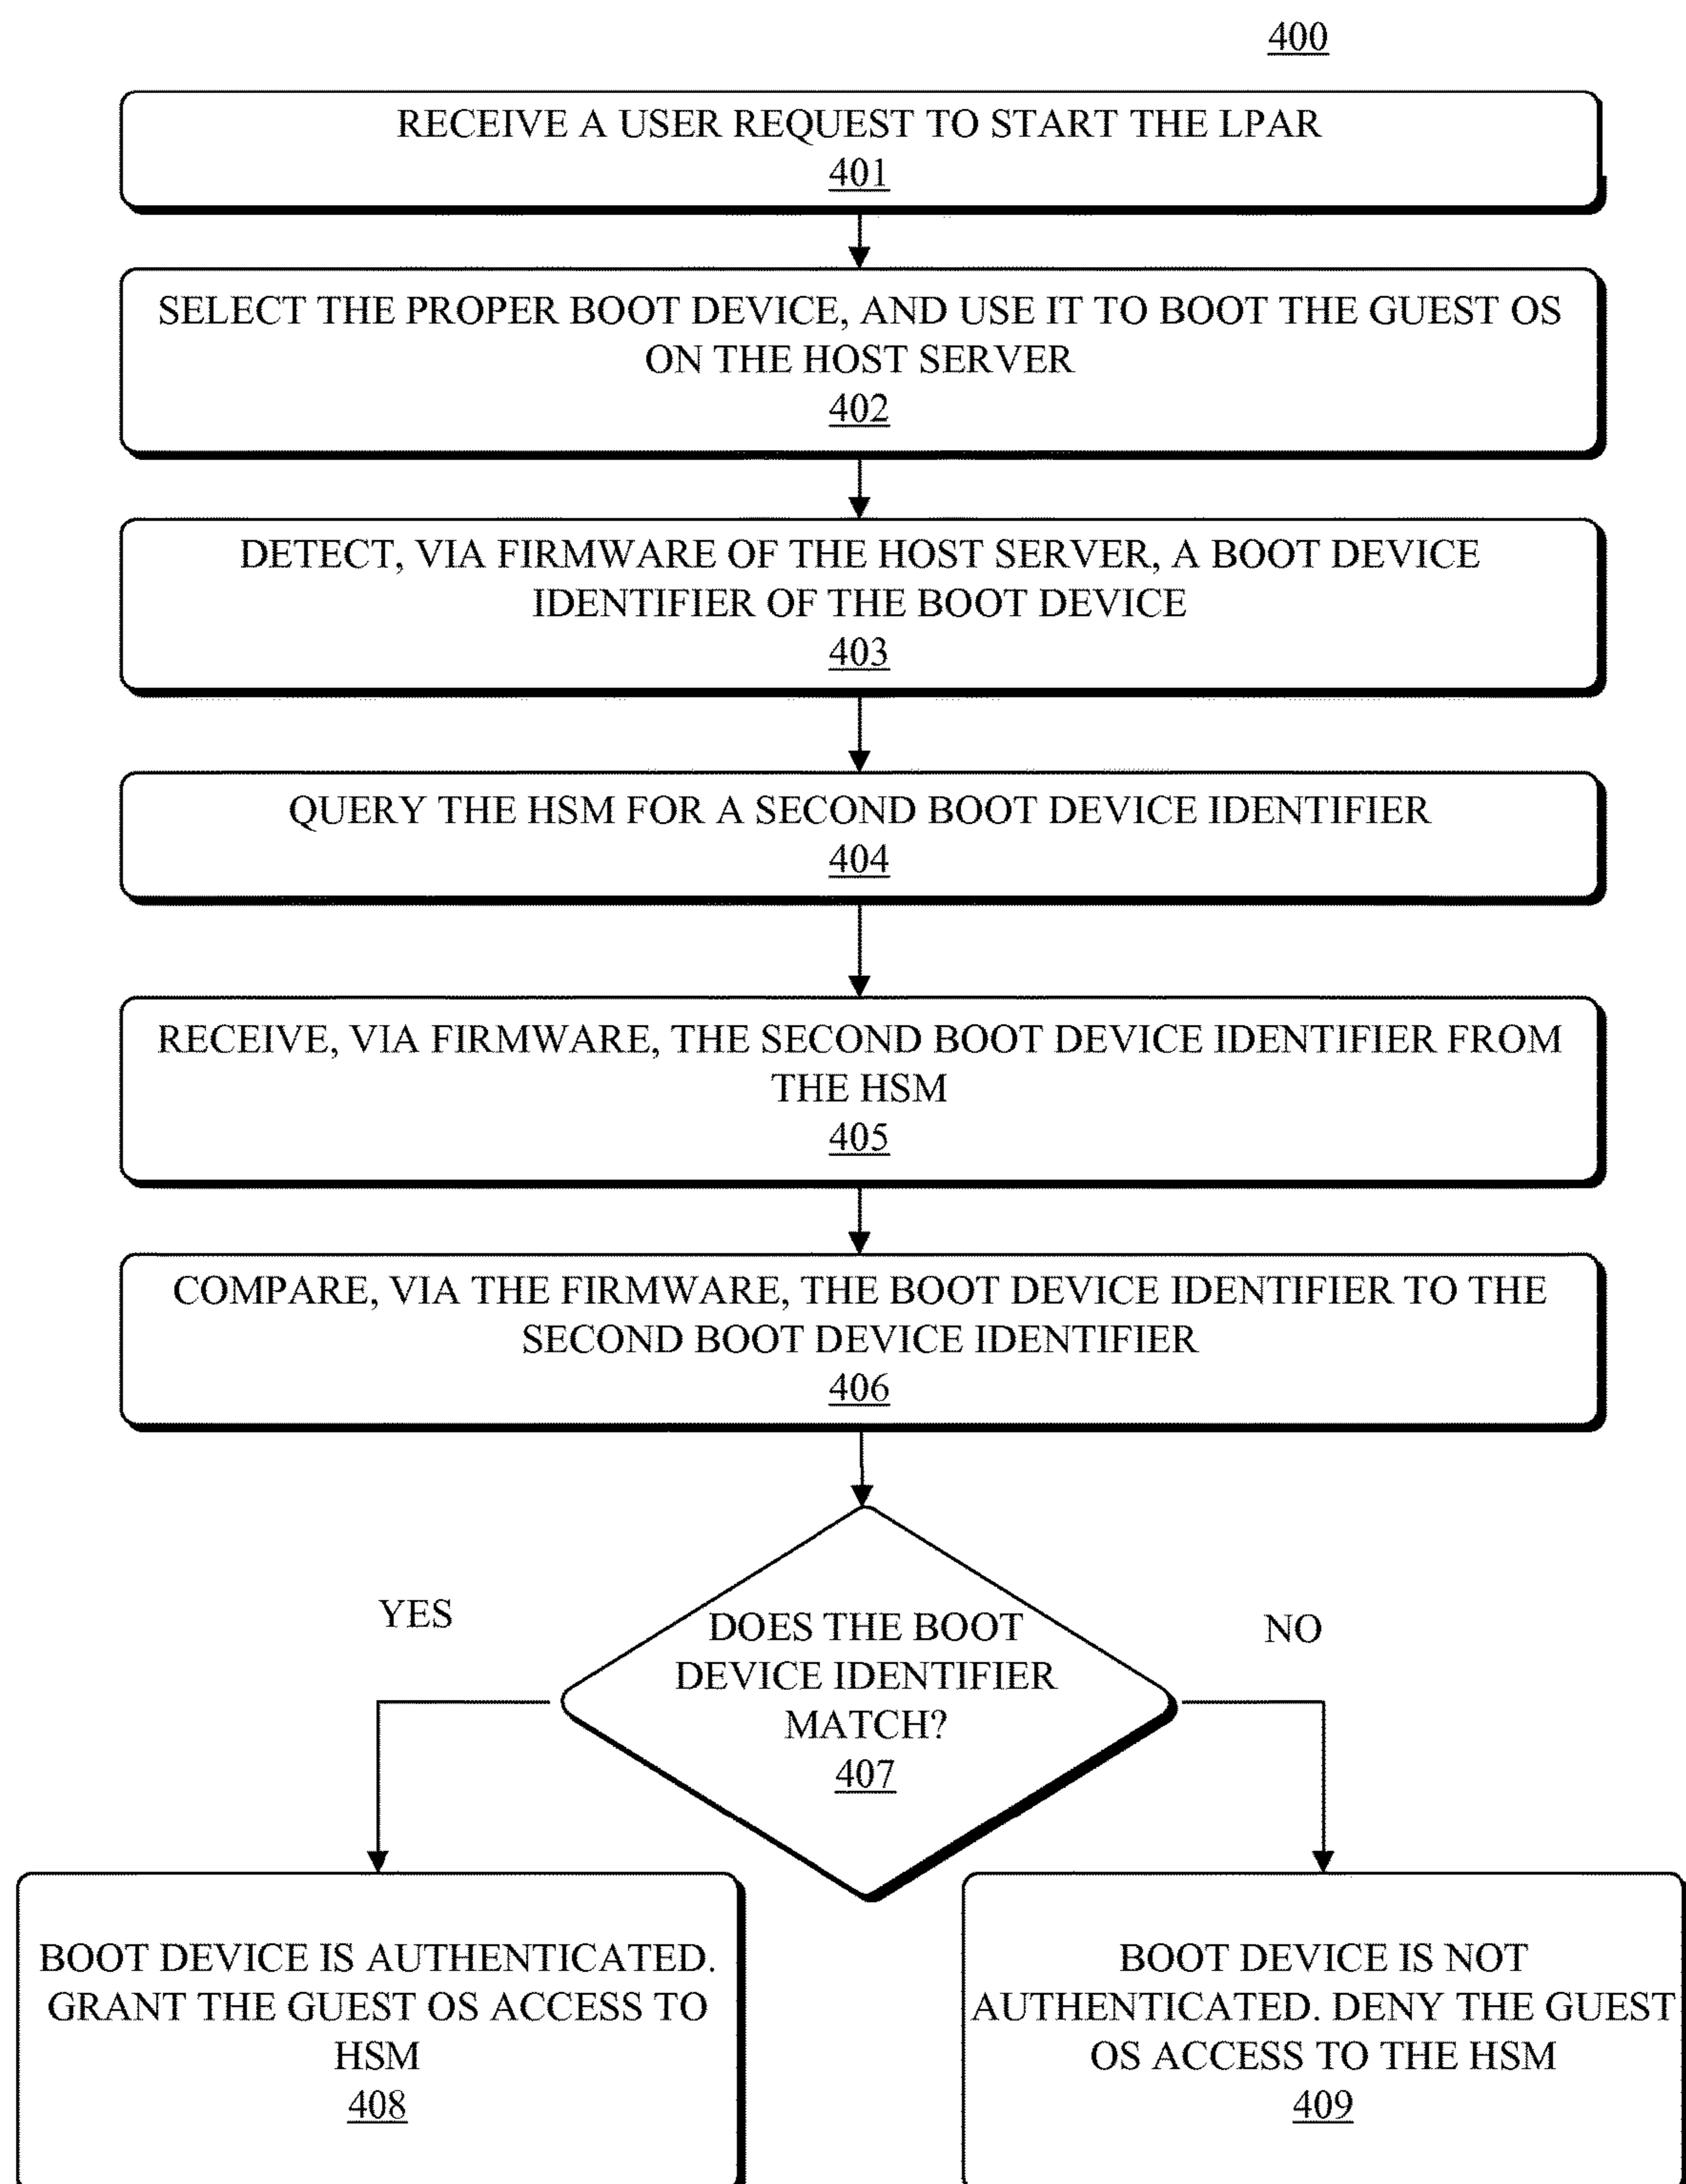 400
RECEIVE A USER REQUEST TO START THE LPAR
401
SELECT THE PROPER BOOT DEVICE, AND USE IT TO BOOT THE GUEST OS
ON THE HOST SERVER
402
DETECT, VIA FIRMWARE OF THE HOST SERVER, A BOOT DEVICE
IDENTIFIER OF THE BOOT DEVICE
403
QUERY THE HSM FOR A SECOND BOOT DEVICE IDENTIFIER
404
RECEIVE, VIA FIRMWARE, THE SECOND BOOT DEVICE IDENTIFIER FROM
THE HSM
405
COMPARE, VIA THE FIRMWARE, THE BOOT DEVICE IDENTIFIER TO THE
SECOND BOOT DEVICE IDENTIFIER
406
YES
NO
DOES THE BOOT
DEVICE IDENTIFIER
MATCH?
407
BOOT DEVICE IS AUTHENTICATED.
GRANT THE GUEST OS ACCESS TO
HSM
408
BOOT DEVICE IS NOT
AUTHENTICATED. DENY THE GUEST
OS ACCESS TO THE HSM
409